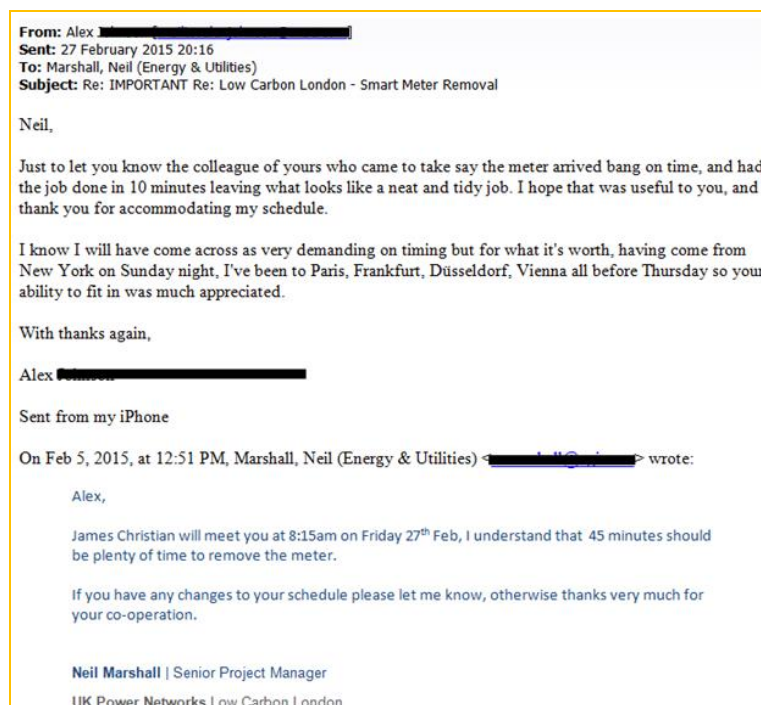 From: Alex
Sent: 27 February 2015 20:16
To: Marshall, Neil (Energy & Utilities)
Subject: Re: IMPORTANT Re: Low Carbon London - Smart Meter Removal
Neil,
Just to let you know the colleague of yours who came to take say the meter arrived bang on time, and had
the job done in 10 minutes leaving what looks like a neat and tidy job. I hope that was useful to you, and
thank you for accommodating my schedule.
I know I will have come across as very demanding on timing but for what it's worth, having come from
New York on Sunday night, I've been to Paris, Frankfurt, Düsseldorf, Vienna all before Thursday so your
ability to fit in was much appreciated.
With thanks again,
Alex
Sent from my iPhone
On Feb 5, 2015, at 12:51 PM, Marshall, Neil (Energy & Utilities) < > wrote:
Alex,
James Christian will meet you at 8:15am on Friday 27th Feb, I understand that 45 minutes should
be plenty of time to remove the meter.
If you have any changes to your schedule please let me know, otherwise thanks very much for
your co-operation.
Neil Marshall | Senior Project Manager
UK Power Networks | Low Carbon London